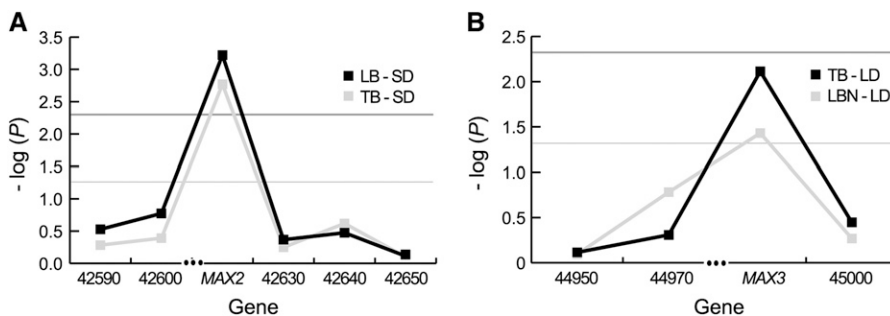 A
3.5
3.0
2.5
2.0
1.5
1.0
0.5
0.0
- log (P)
LB - SD
TB - SD
42590 42600 ••• MAX2 42630 42640 42650
Gene
B
2.5
2.0
1.5
1.0
0.5
0
- log (P)
TB - LD
LBN - LD
44950 44970 ••• MAX3 45000
Gene